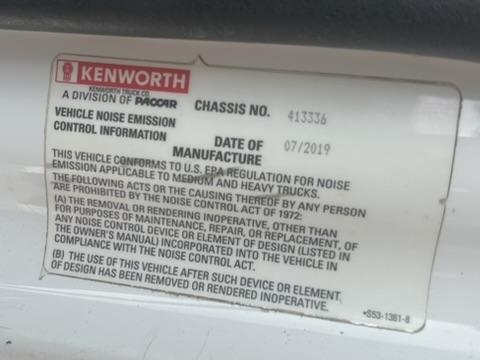 KENWORTH
KENWORTH TRUCK CO.
A DIVISION OF PACCAR
CHASSIS NO. 413336
VEHICLE NOISE EMISSION
CONTROL INFORMATION
DATE OF 07/2019
MANUFACTURE
THIS VEHICLE CONFORMS TO U.S. EPA REGULATION FOR NOISE
EMISSION APPLICABLE TO MEDIUM AND HEAVY TRUCKS.
THE FOLLOWING ACTS OR THE CAUSING THEREOF BY ANY PERSON
ARE PROHIBITED BY THE NOISE CONTROL ACT OF 1972:
(A) THE REMOVAL OR RENDERING INOPERATIVE, OTHER THAN
FOR PURPOSES OF MAINTENANCE, REPAIR, OR REPLACEMENT, OF
ANY NOISE CONTROL DEVICE OR ELEMENT OF DESIGN (LISTED IN
THE OWNER'S MANUAL) INCORPORATED INTO THE VEHICLE IN
COMPLIANCE WITH THE NOISE CONTROL ACT.
(B) THE USE OF THIS VEHICLE AFTER SUCH DEVICE OR ELEMENT
OF DESIGN HAS BEEN REMOVED OR RENDERED INOPERATIVE.
*S53-1361-8